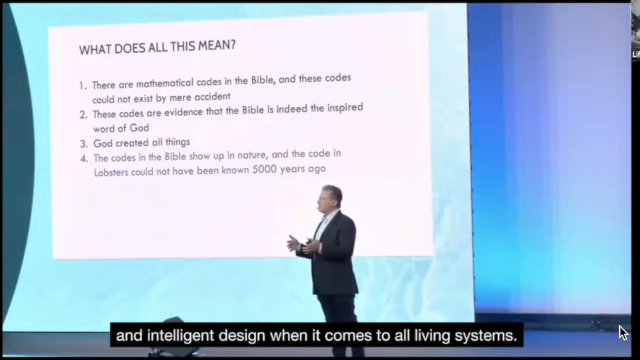 WHAT DOES ALL THIS MEAN?
1. There are mathematical codes in the Bible, and these codes
could not exist by mere accident
2. These codes are evidence that the Bible is indeed the inspired
word of God
3. God created all things
4. The codes in the Bible show up in nature, and the code in
Lobsters could not have been known 5000 years ago
and intelligent design when it comes to all living systems.